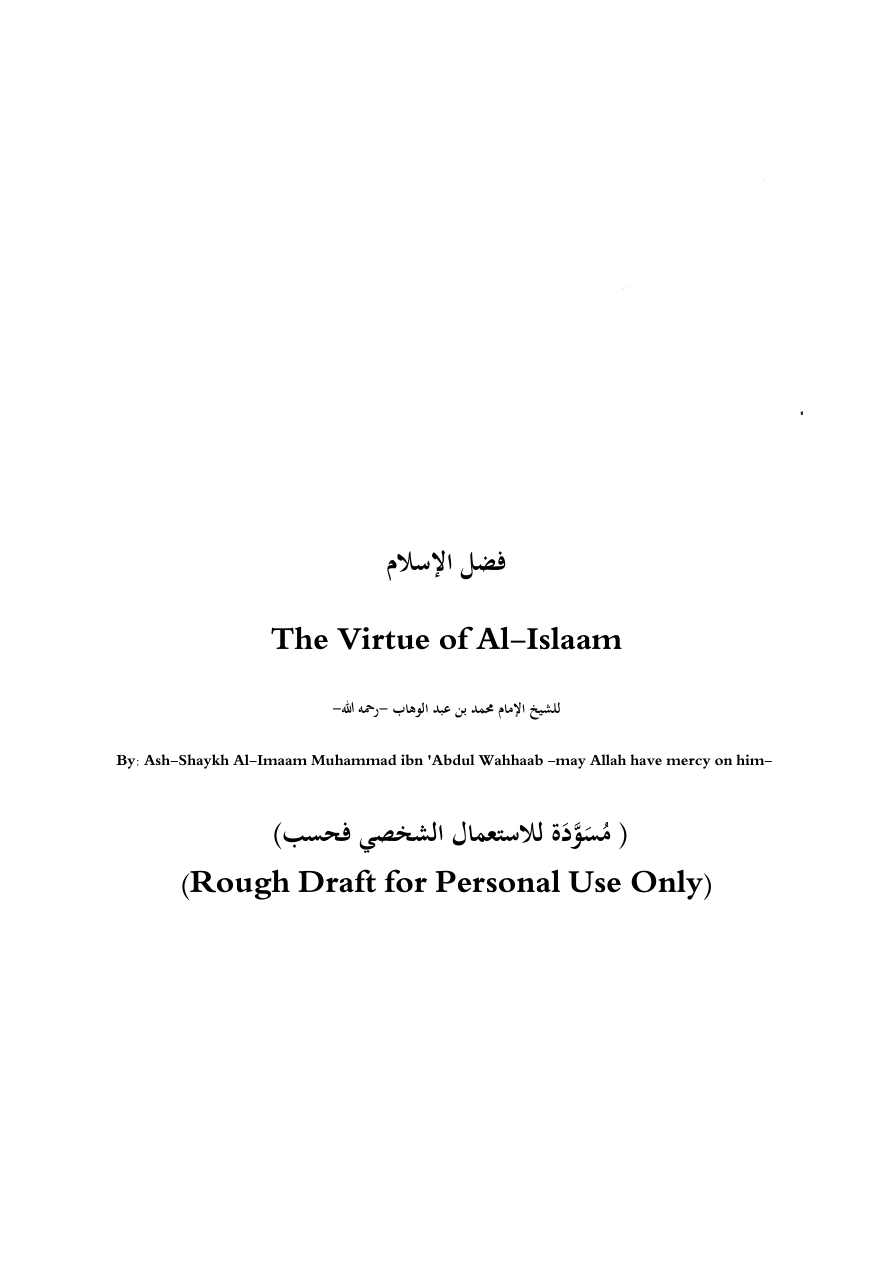 فضل الإسلام
The Virtue of Al-Islaam
للشيخ الإمام محمد بن عبد الوهاب -رحمه الله-
By: Ash-Shaykh Al-Imaam Muhammad ibn 'Abdul Wahhaab -may Allah have mercy on him-
( مُسَوَّدَة للاستعمال الشخصي فحسب)
(Rough Draft for Personal Use Only)